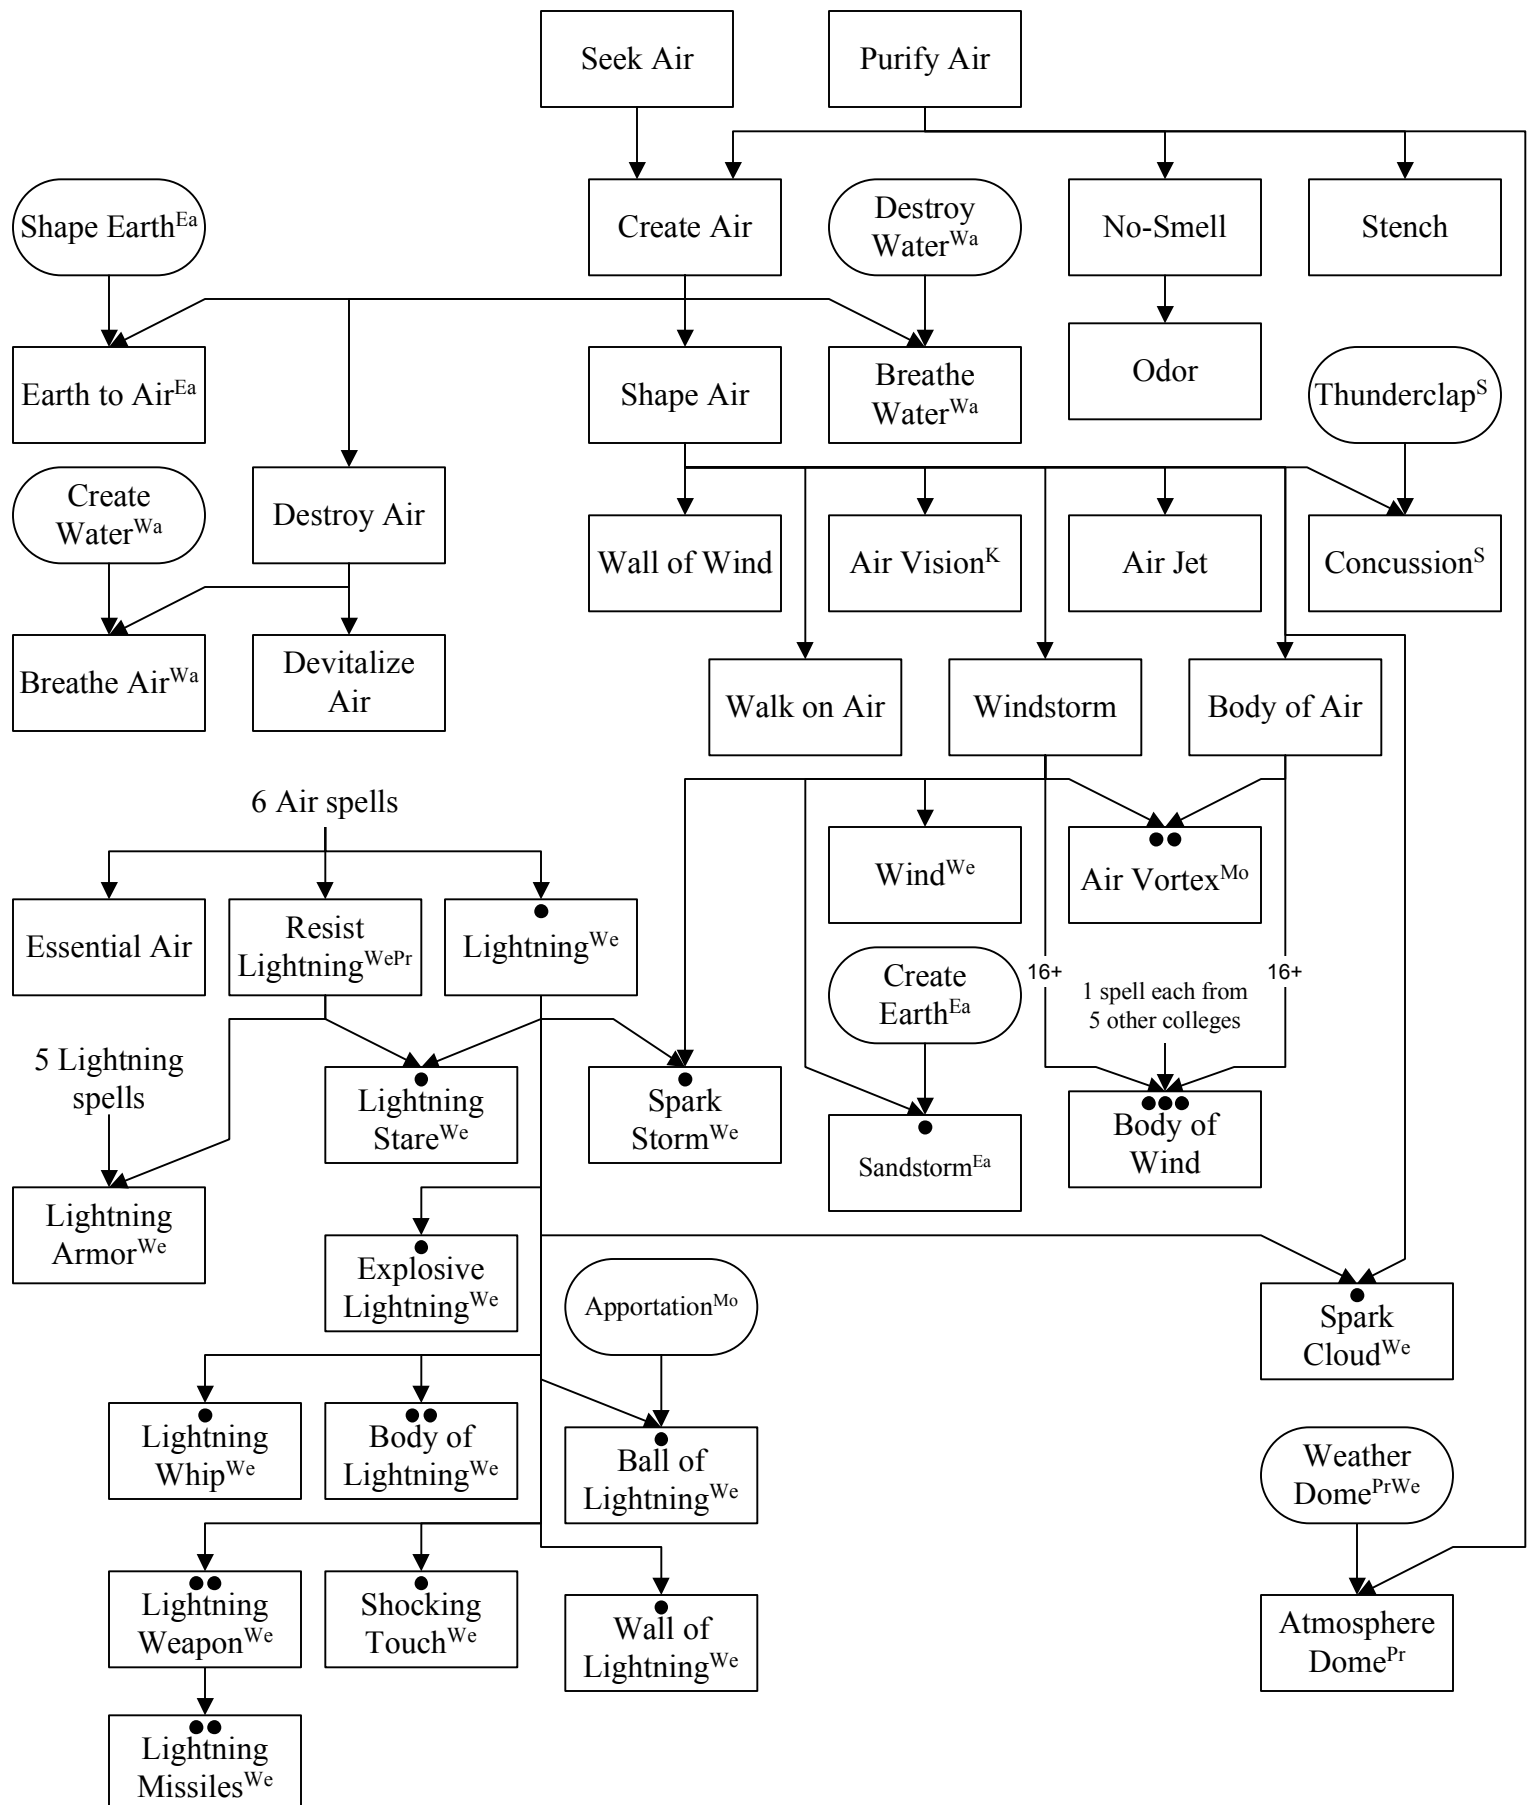 Seek Air
Purify Air
Shape Earth^Ea
Create Air
Destroy
Water^Wa
No-Smell
Stench
Earth to Air^Ea
Shape Air
Breathe
Water^Wa
Odor
Thunderclap^S
Create
Water^Wa
Destroy Air
Wall of Wind
Air Vision^K
Air Jet
Concussion^S
Breathe Air^Wa
Devitalize
Air
Walk on Air
Windstorm
Body of Air
6 Air spells
Wind^We
Air Vortex^Mo
Essential Air
Resist
Lightning^WePr
Lightning^We
Create
Earth^Ea
16+
1 spell each from
5 other colleges
16+
5 Lightning
spells
Lightning
Stare^We
Spark
Storm^We
Sandstorm^Ea
Body of
Wind
Lightning
Armor^We
Explosive
Lightning^We
Apportation^Mo
Spark
Cloud^We
Lightning
Whip^We
Body of
Lightning^We
Ball of
Lightning^We
Weather
Dome^PrWe
Lightning
Weapon^We
Shocking
Touch^We
Wall of
Lightning^We
Atmosphere
Dome^Pr
Lightning
Missiles^We